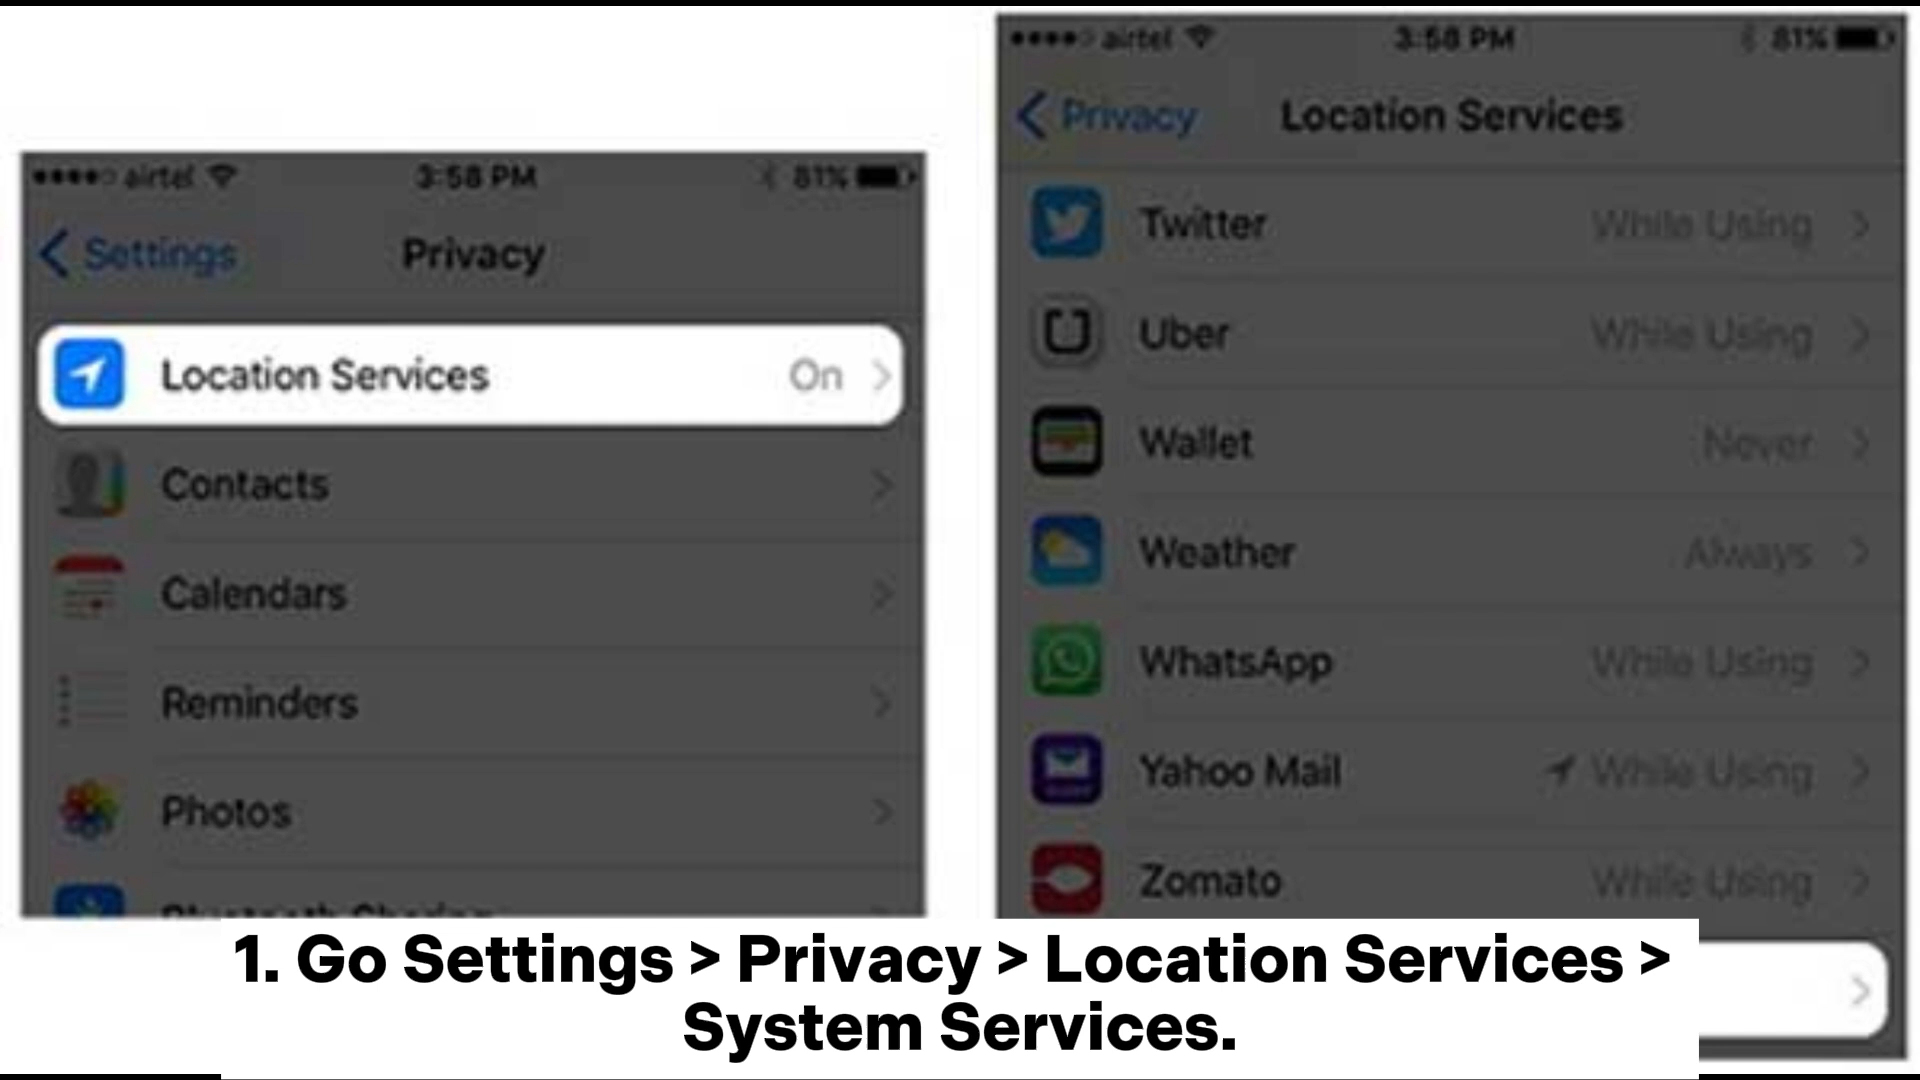 airtel 3:58 PM 81%
Settings Privacy
Location Services On
Contacts
Calendars
Reminders
Photos
airtel 3:58 PM 81%
Privacy Location Services
Twitter While Using
Uber While Using
Wallet Never
Weather Always
WhatsApp While Using
Yahoo Mail While Using
Zomato While Using
1. Go Settings > Privacy > Location Services >
System Services.